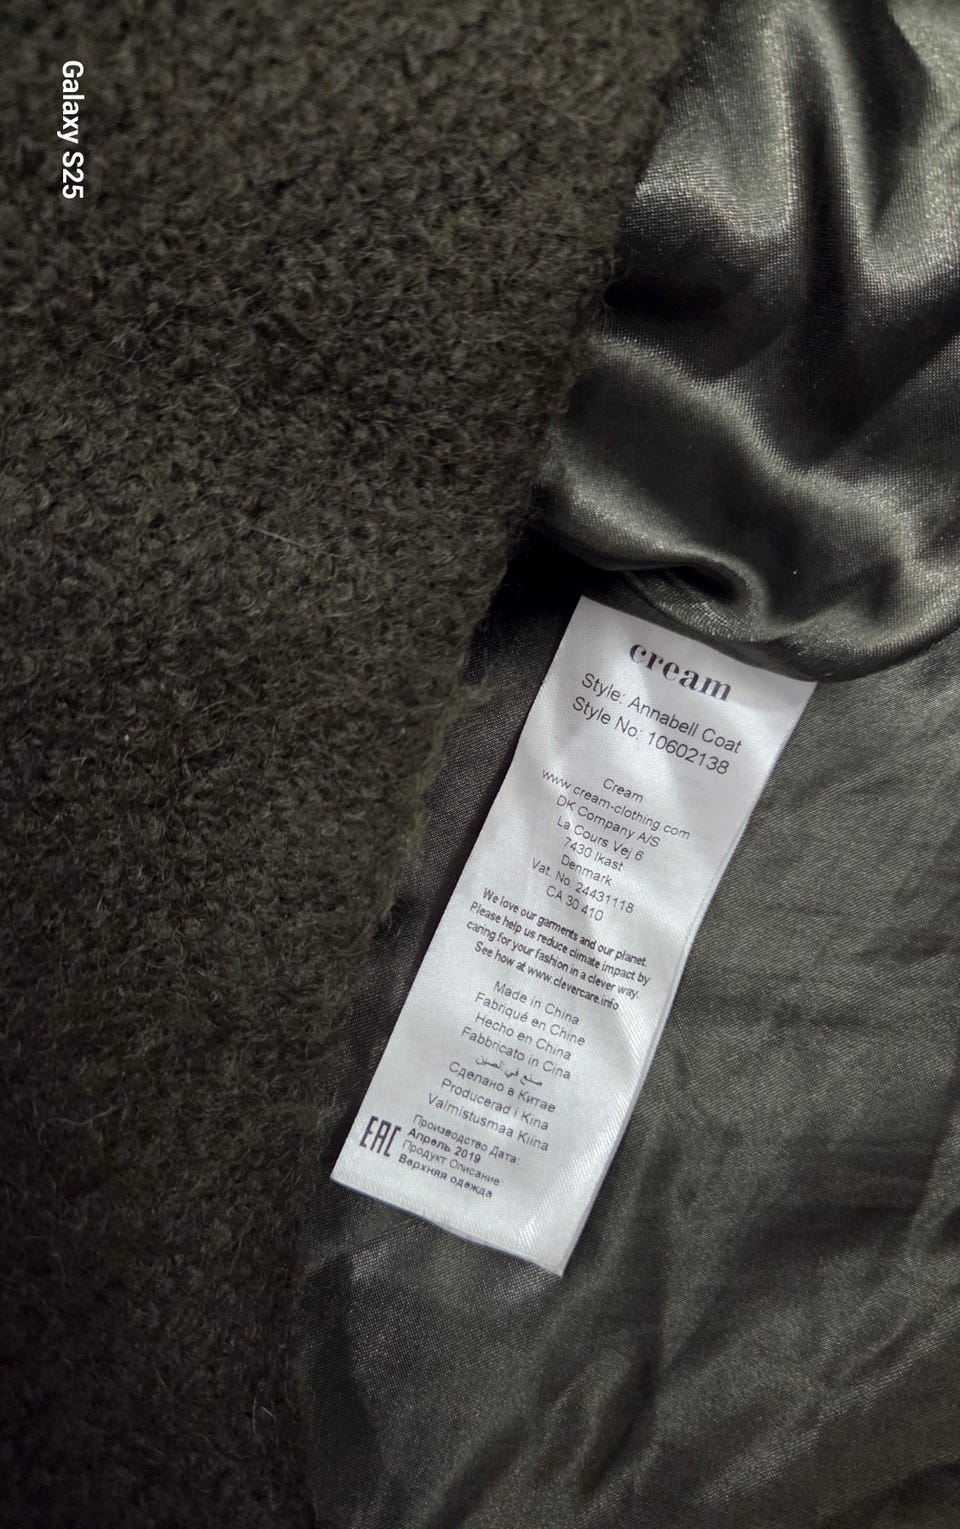 Galaxy S25
cream
Style: Annabell Coat
Style No: 10602138
Cream
www.cream-clothing.com
DK Company A/S
La Cours Vej 6
7430 Ikast
Denmark
Vat. No. 24431118
CA 30 410
We love our garments and our planet.
Please help us reduce climate impact by
caring for your fashion in a clever way.
See how at www.clevercare.info
Made in China
Fabriqué en Chine
Hecho en China
Fabbricato in Cina
صنع في الصين
Сделано в Китае
Producerad i Kina
Valmistusmaa Kiina
EAC
Производство Дата:
Апрель 2019
Продукт Описание
Верхняя одежда